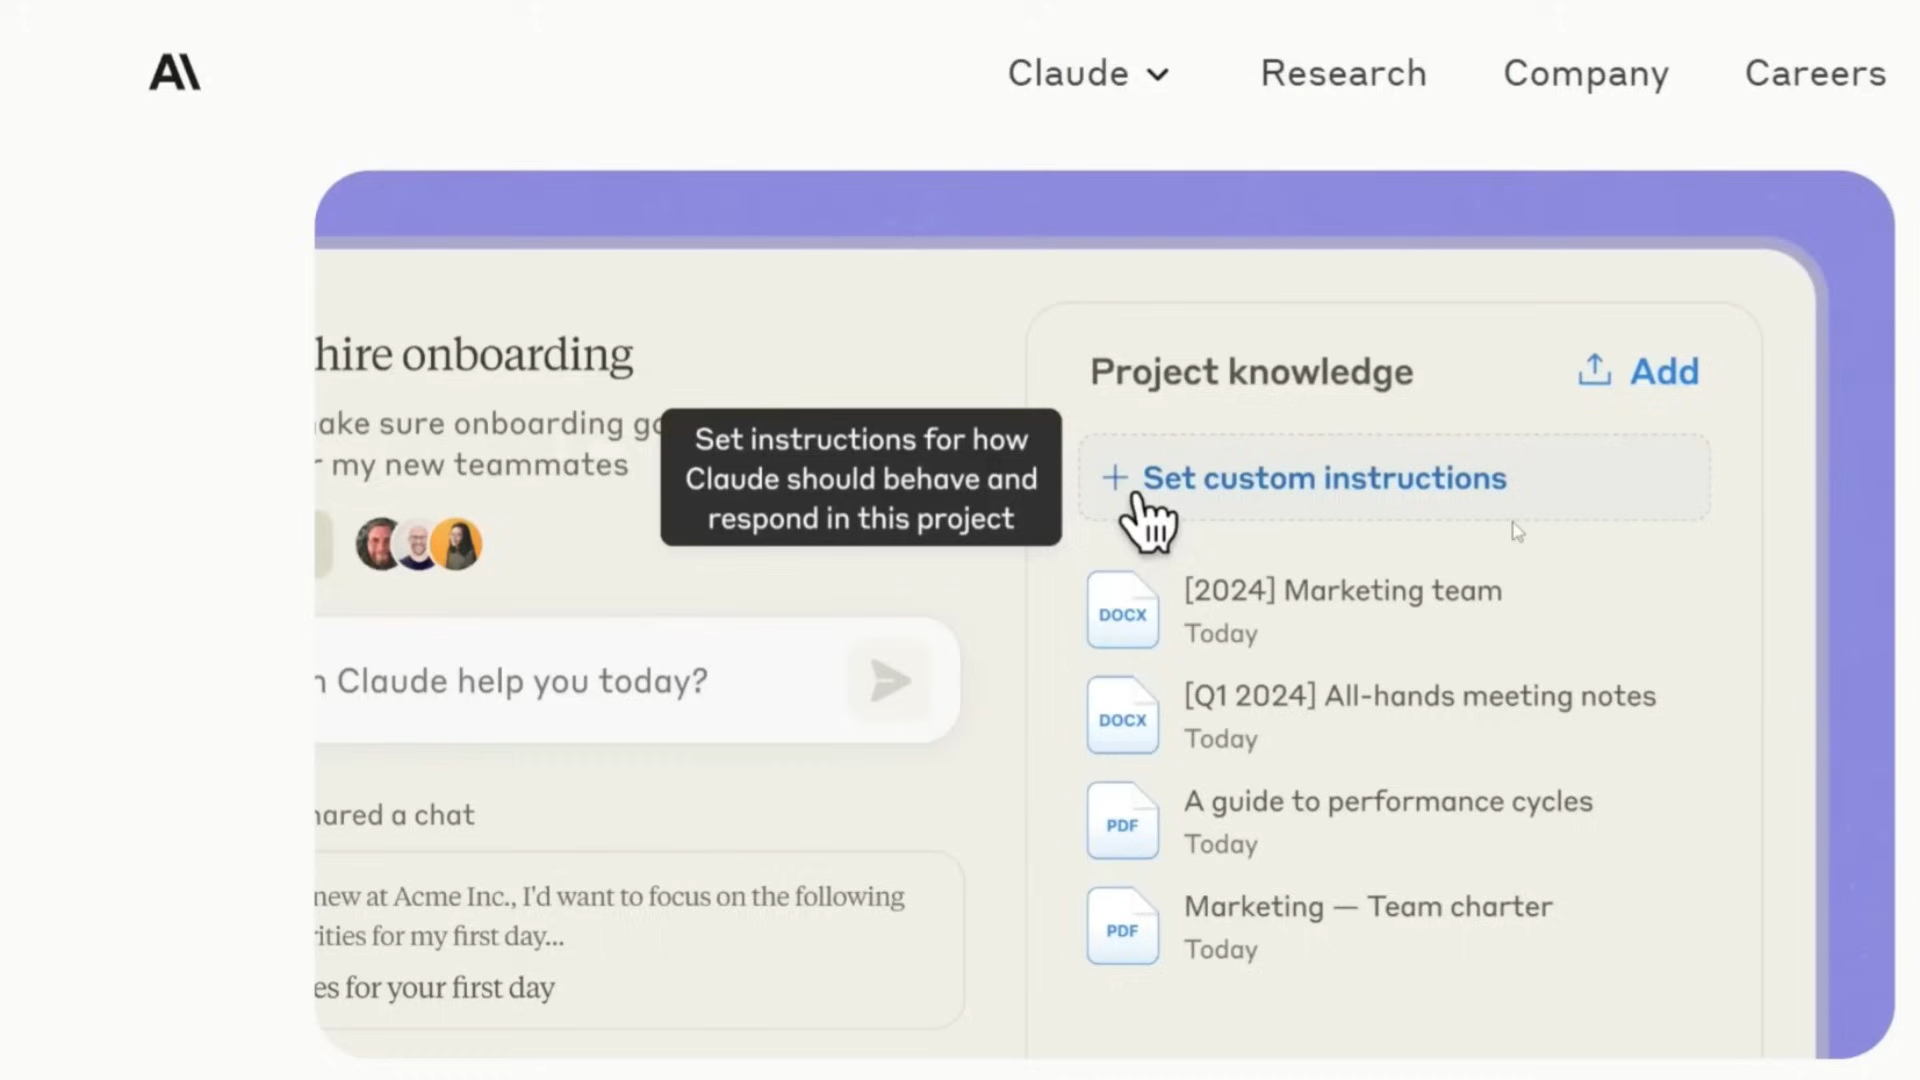 A\
Claude
Research
Company
Careers
hire onboarding
ake sure onboarding go
my new teammates
Set instructions for how
Claude should behave and
respond in this project
Project knowledge
Add
+ Set custom instructions
DOCX
[2024] Marketing team
Today
DOCX
[Q1 2024] All-hands meeting notes
Today
PDF
A guide to performance cycles
Today
PDF
Marketing — Team charter
Today
n Claude help you today?
hared a chat
new at Acme Inc., I'd want to focus on the following
rities for my first day...
es for your first day